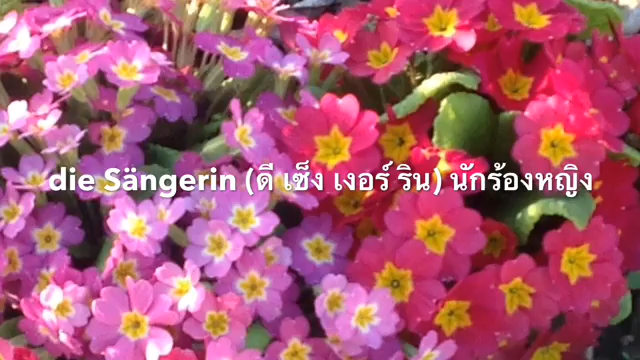 die Sängerin (ดี เซ็ง เงอร์ ริน) นักร้องหญิง